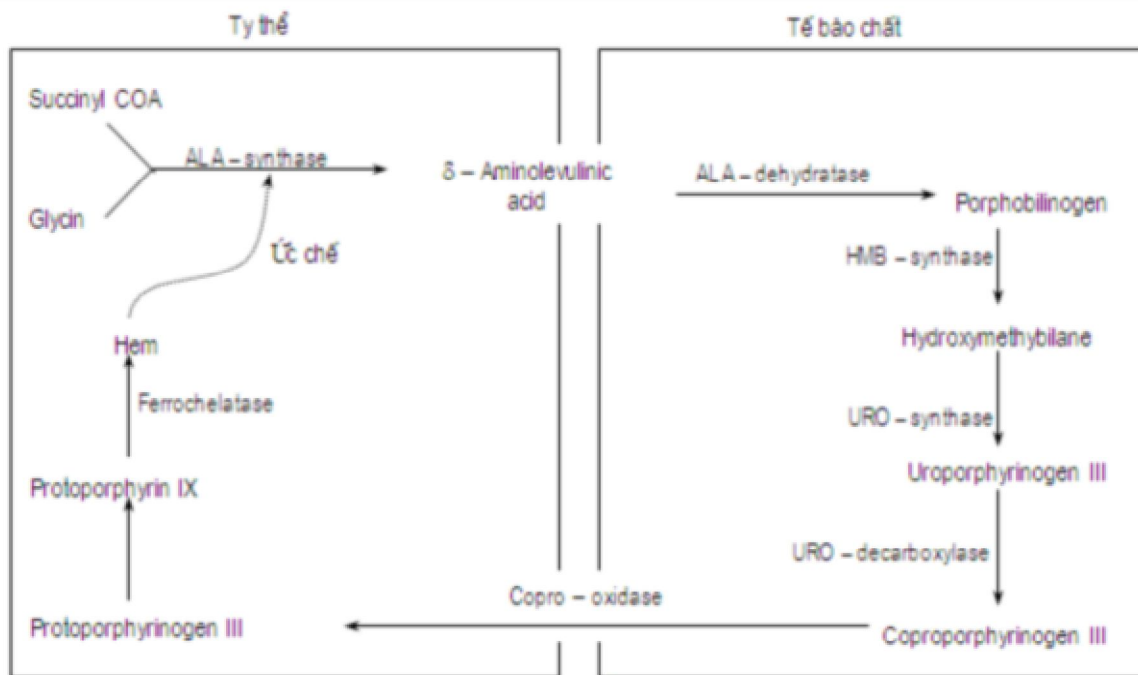 Ty thể
Tế bào chất
Succinyl COA
Glycin
ALA – synthase
δ – Aminolevulinic
acid
ALA – dehydratase
Porphobilinogen
Ức chế
HMB – synthase
Hem
Hydroxymethybilane
Ferrochelatase
URO – synthase
Protoporphyrin IX
Uroporphyrinogen III
URO – decarboxylase
Copro – oxidase
Protoporphyrinogen III
Coproporphyrinogen III